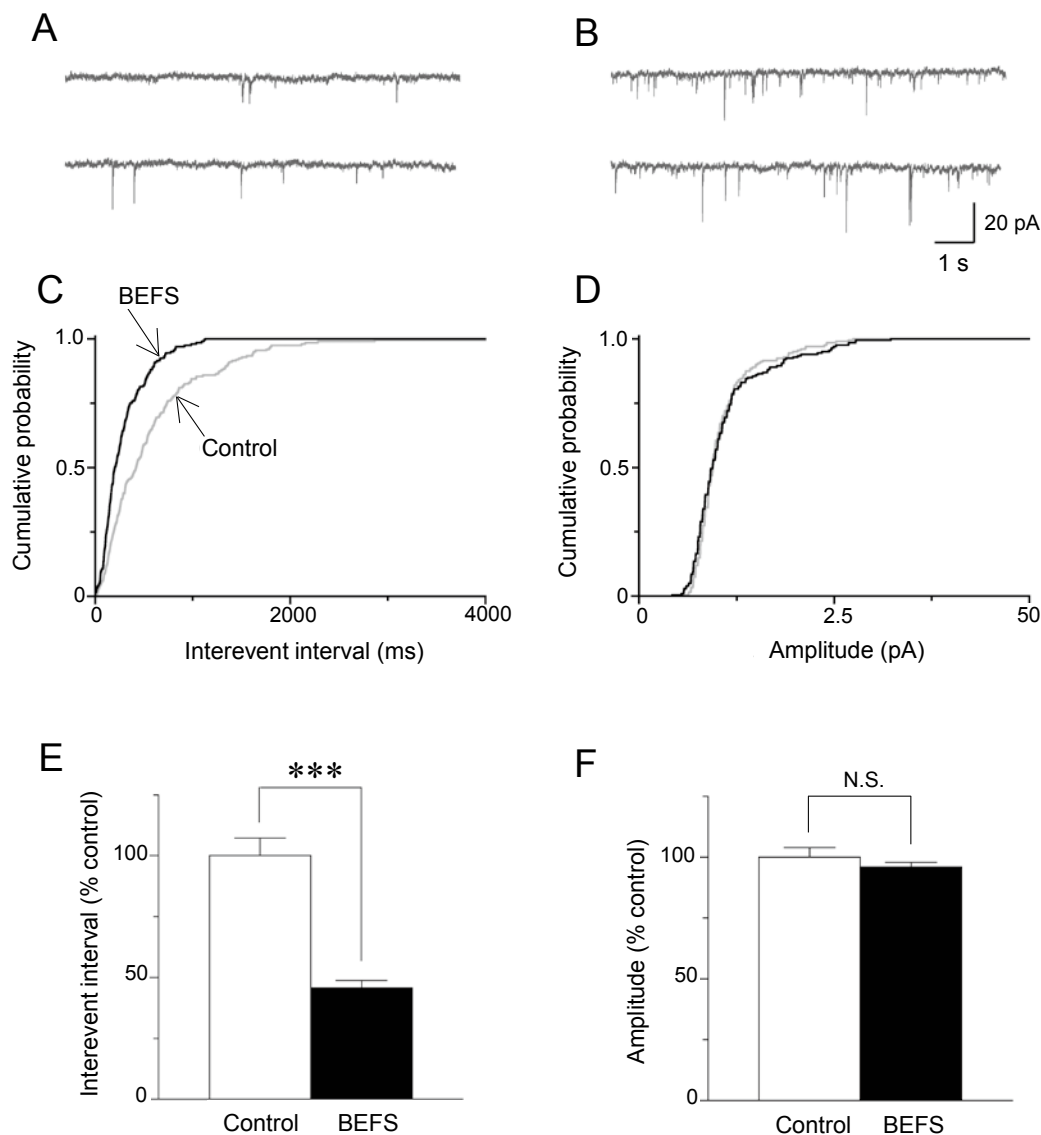 A
B
20 pA
1 s
C
BEFS
Control
1.0
0.5
0
Cumulative probability
0 2000 4000
Interevent interval (ms)
D
1.0
0.5
0
Cumulative probability
0 2.5 50
Amplitude (pA)
E
***
100
50
0
Interevent interval (% control)
Control BEFS
F
N.S.
100
50
0
Amplitude (% control)
Control BEFS